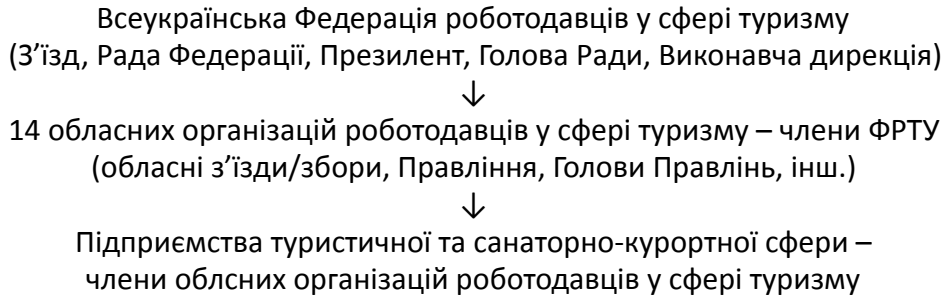 Всеукраїнська Федерація роботодавців у сфері туризму
(З’їзд, Рада Федерації, Презилент, Голова Ради, Виконавча дирекція)
↓
14 обласних організацій роботодавців у сфері туризму – члени ФРТУ
(обласні з’їзди/збори, Правління, Голови Правлінь, інш.)
↓
Підприємства туристичної та санаторно-курортної сфери –
члени облсних організацій роботодавців у сфері туризму